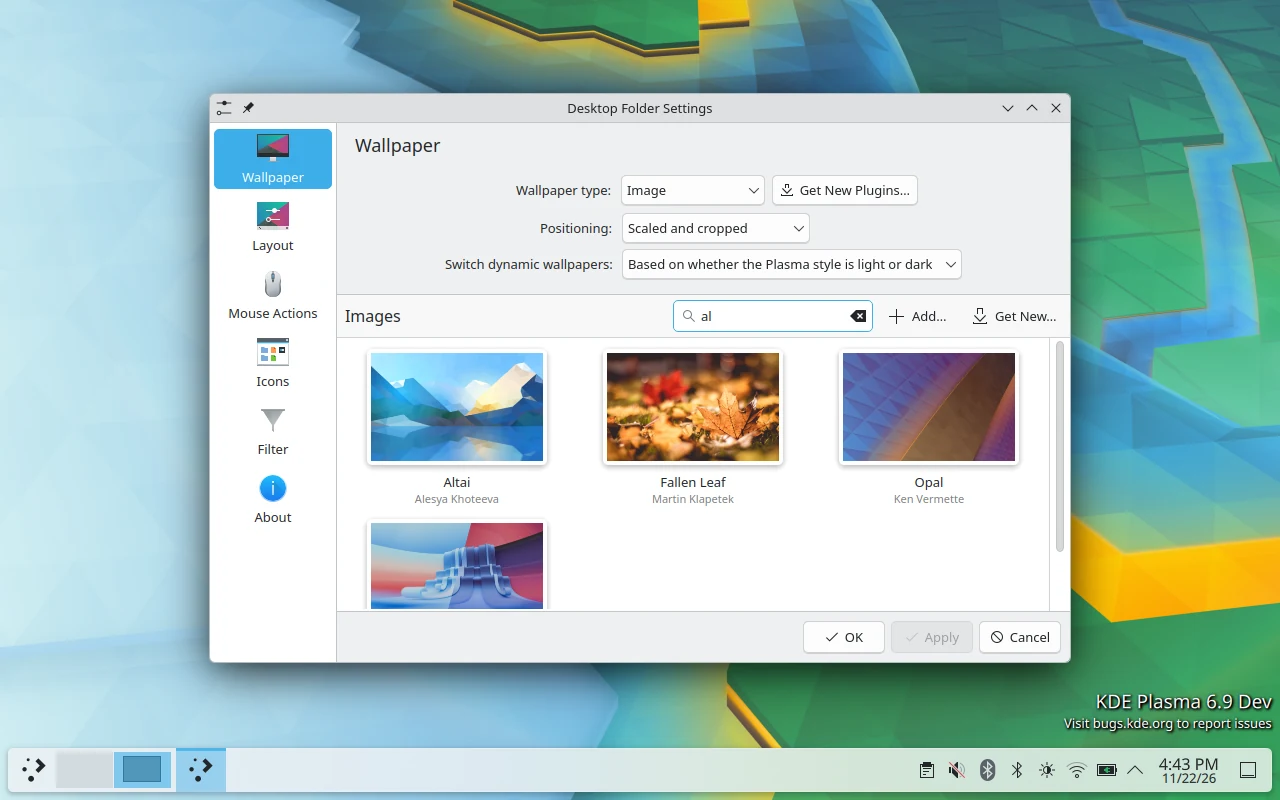 Desktop Folder Settings
Wallpaper
Layout
Mouse Actions
Icons
Filter
About
Wallpaper
Wallpaper type:
Image
Get New Plugins...
Positioning:
Scaled and cropped
Switch dynamic wallpapers:
Based on whether the Plasma style is light or dark
Images
al
Add...
Get New...
Altai
Alesya Khoteeva
Fallen Leaf
Martin Klapetek
Opal
Ken Vermette
OK
Apply
Cancel
KDE Plasma 6.9 Dev
Visit bugs.kde.org to report issues
4:43 PM
11/22/26